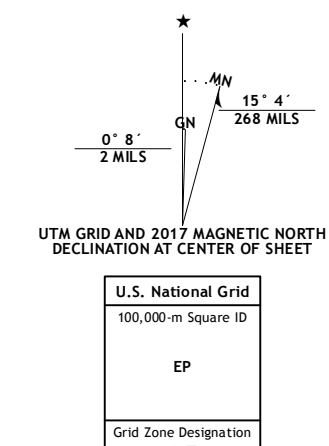 ★
MN
15° 4´
268 MILS
GN
0° 8´
2 MILS
UTM GRID AND 2017 MAGNETIC NORTH
DECLINATION AT CENTER OF SHEET
U.S. National Grid
100,000-m Square ID
EP
Grid Zone Designation